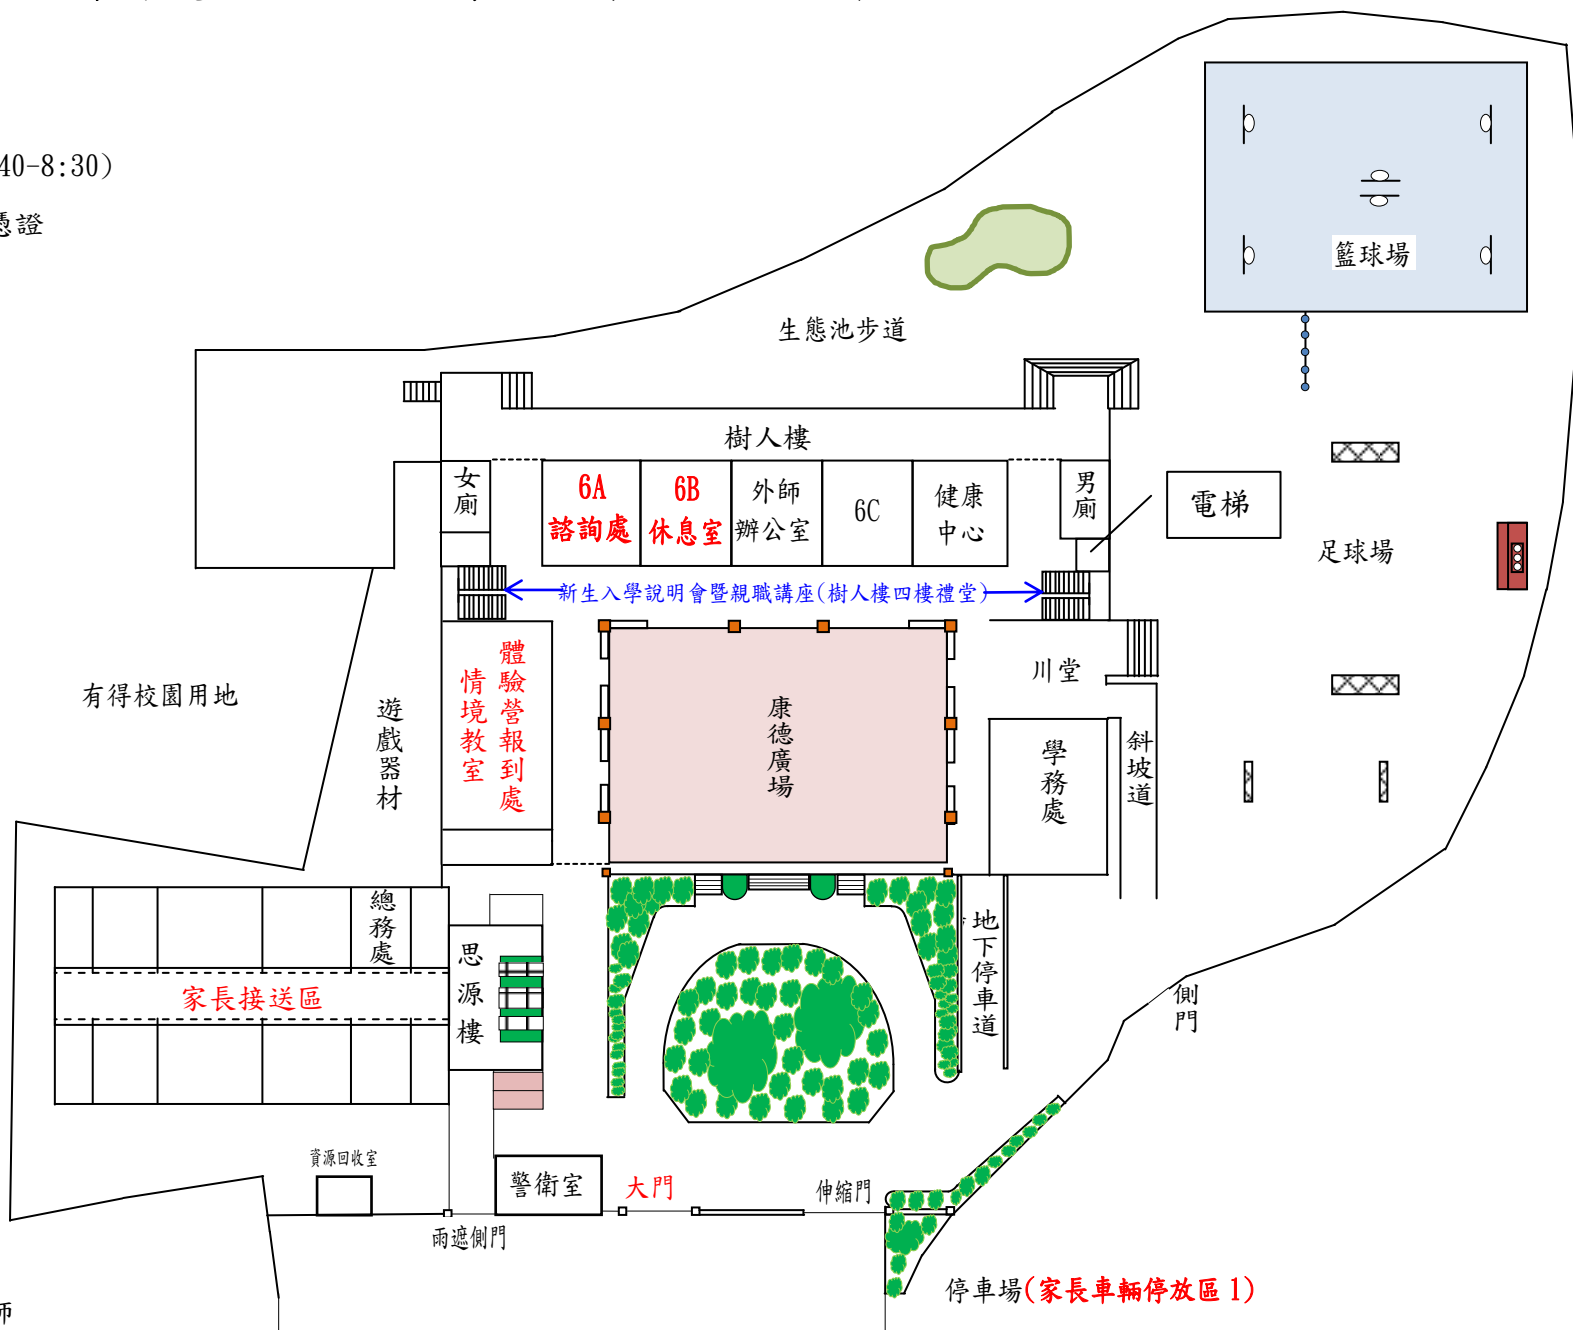 40-8:30)
憑證
籃球場
生態池步道
樹人樓
女廁
6A
諮詢處
6B
休息室
外師
辦公室
6C
健康
中心
男廁
電梯
足球場
新生入學說明會暨親職講座(樹人樓四樓禮堂)
體驗營報到處
情境教室
川堂
有得校園用地
遊戲器材
康德廣場
學務處
斜坡道
總務處
思源樓
家長接送區
地下停車道
側門
資源回收室
警衛室
大門
伸縮門
雨遮側門
停車場(家長車輛停放區 1)
師